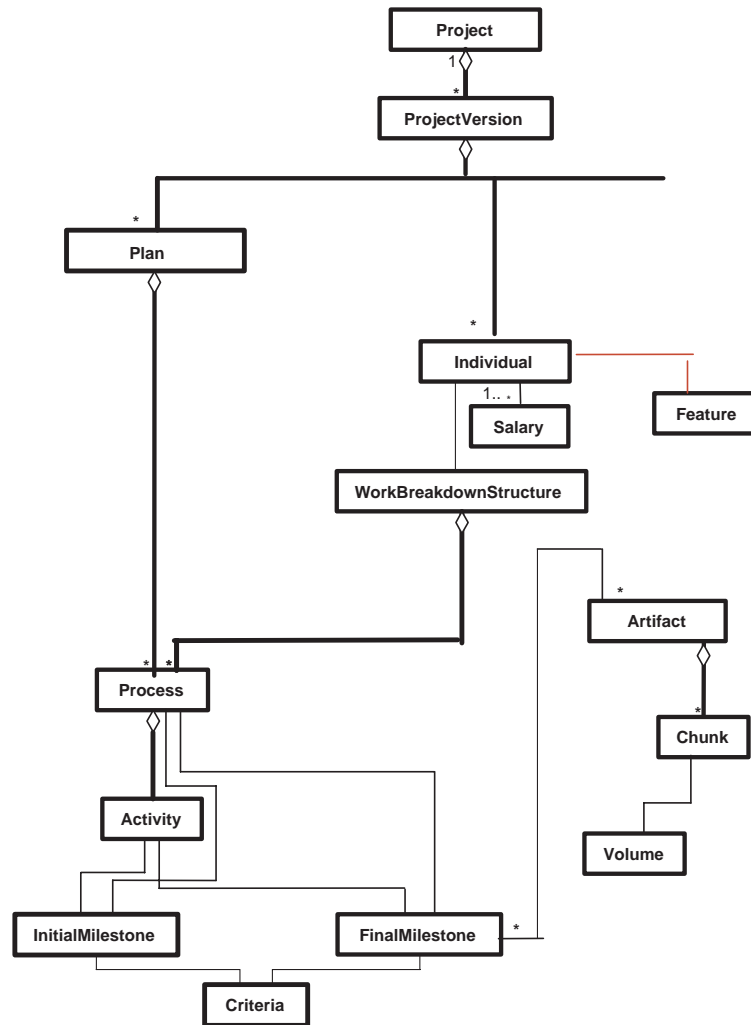 Project
1
*
ProjectVersion
*
Plan
*
Individual
1.. *
Salary
Feature
WorkBreakdownStructure
*
Artifact
* *
Process
*
Chunk
Activity
Volume
InitialMilestone
FinalMilestone
*
Criteria